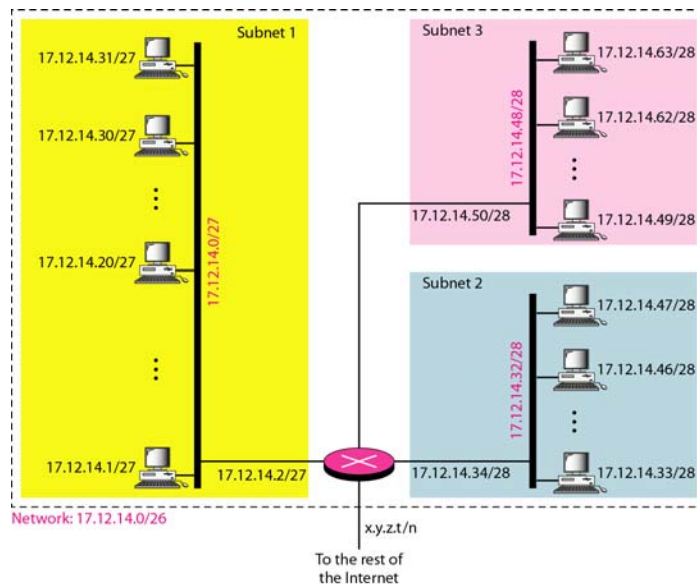 Subnet 1
17.12.14.31/27
17.12.14.30/27
17.12.14.20/27
17.12.14.1/27
17.12.14.0/27
17.12.14.2/27
Subnet 3
17.12.14.63/28
17.12.14.62/28
17.12.14.49/28
17.12.14.48/28
17.12.14.50/28
Subnet 2
17.12.14.47/28
17.12.14.46/28
17.12.14.33/28
17.12.14.32/28
17.12.14.34/28
Network: 17.12.14.0/26
x.y.z.t/n
To the rest of
the Internet